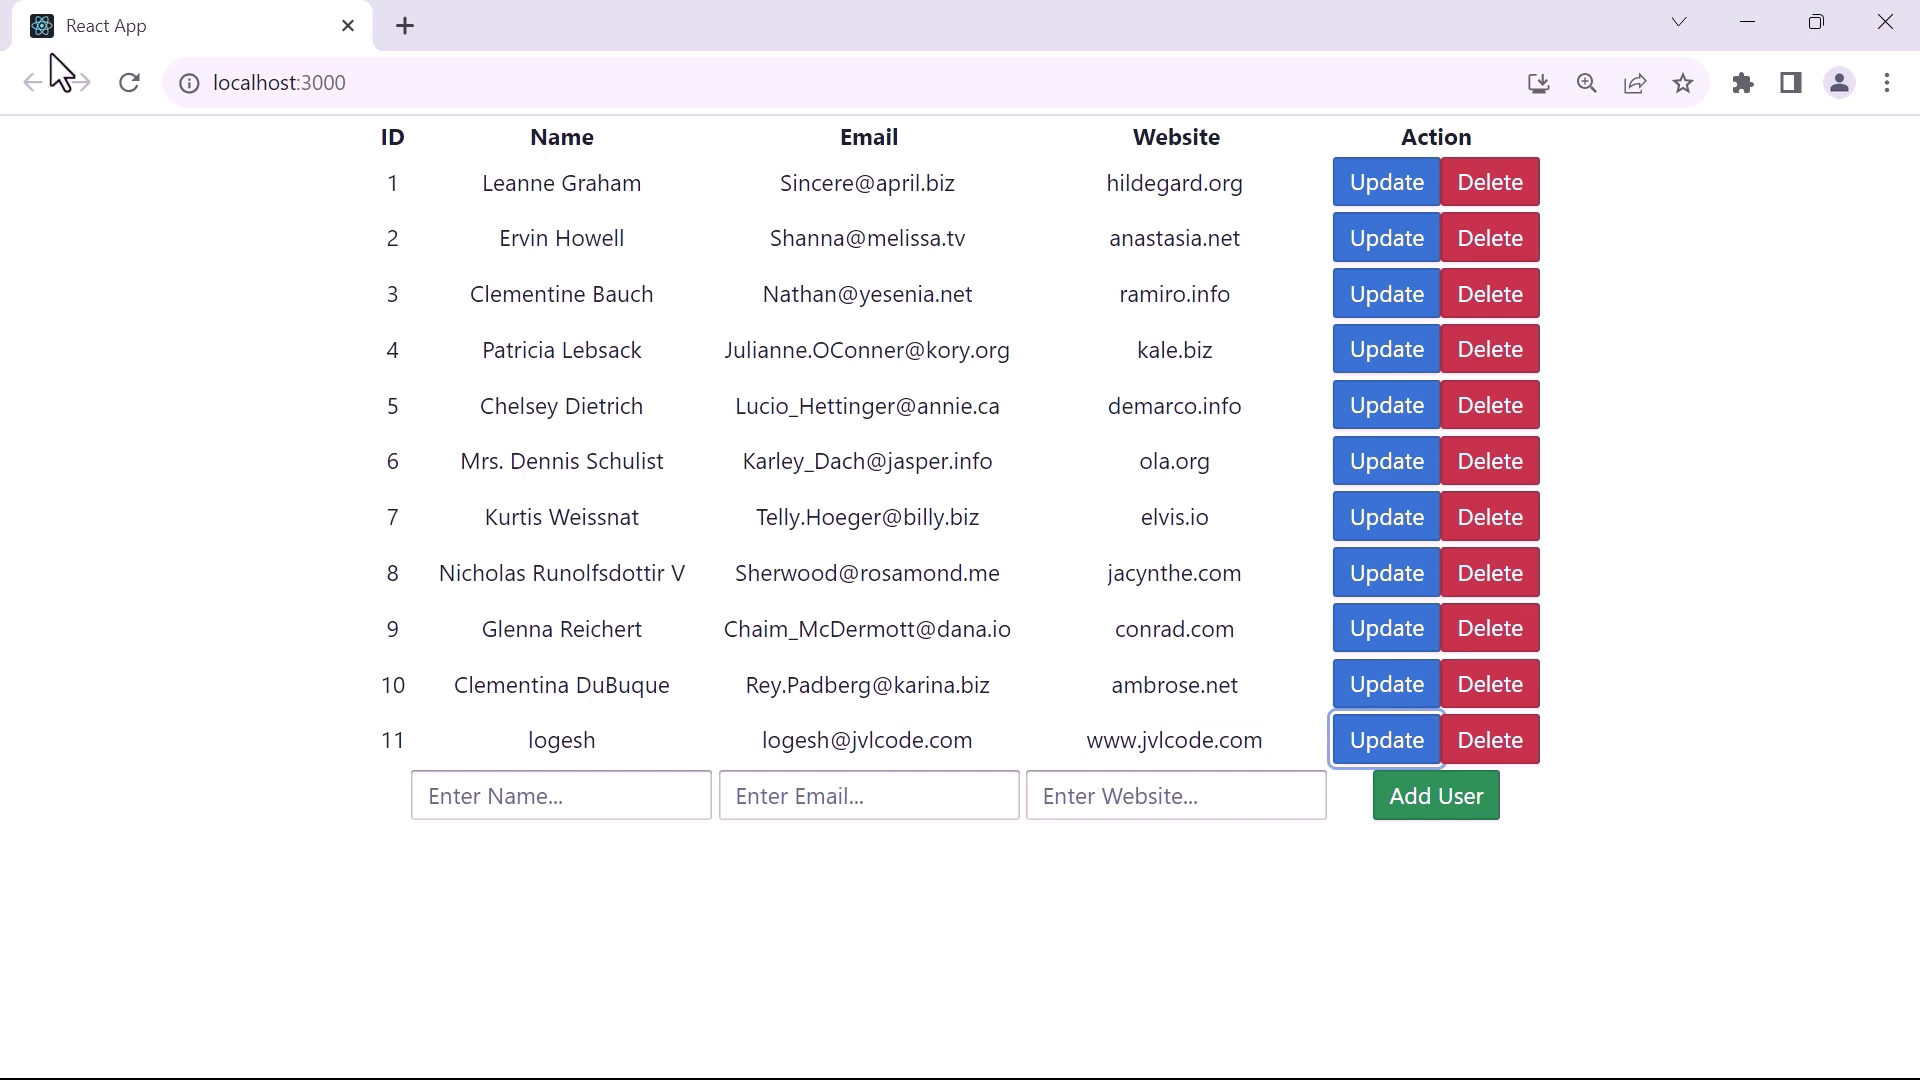 React App
localhost:3000
ID Name Email Website Action
1 Leanne Graham Sincere@april.biz hildegard.org Update Delete
2 Ervin Howell Shanna@melissa.tv anastasia.net Update Delete
3 Clementine Bauch Nathan@yesenia.net ramiro.info Update Delete
4 Patricia Lebsack Julianne.OConner@kory.org kale.biz Update Delete
5 Chelsey Dietrich Lucio_Hettinger@annie.ca demarco.info Update Delete
6 Mrs. Dennis Schulist Karley_Dach@jasper.info ola.org Update Delete
7 Kurtis Weissnat Telly.Hoeger@billy.biz elvis.io Update Delete
8 Nicholas Runolfsdottir V Sherwood@rosamond.me jacynthe.com Update Delete
9 Glenna Reichert Chaim_McDermott@dana.io conrad.com Update Delete
10 Clementina DuBuque Rey.Padberg@karina.biz ambrose.net Update Delete
11 logesh logesh@jvlcode.com www.jvlcode.com Update Delete
Enter Name... Enter Email... Enter Website... Add User